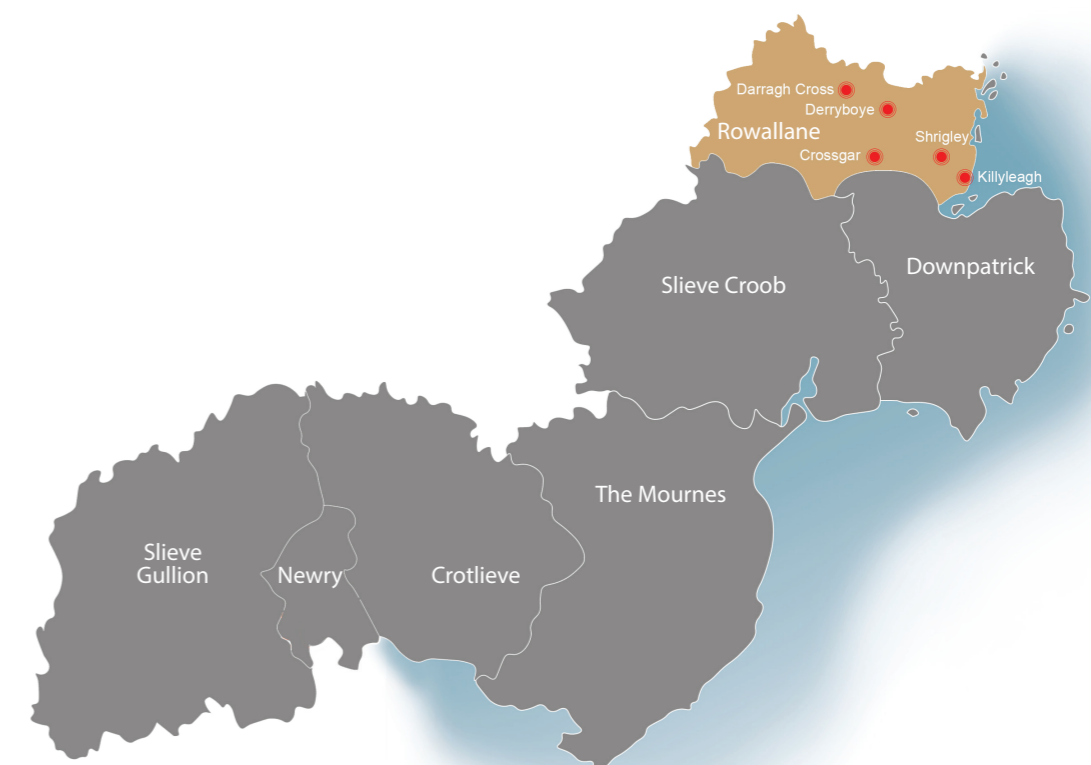 Darragh Cross
Derryboye
Rowallane
Shrigley
Crossgar
Killyleagh
Downpatrick
Slieve Croob
The Mournes
Slieve
Gullion
Newry
Crotlieve